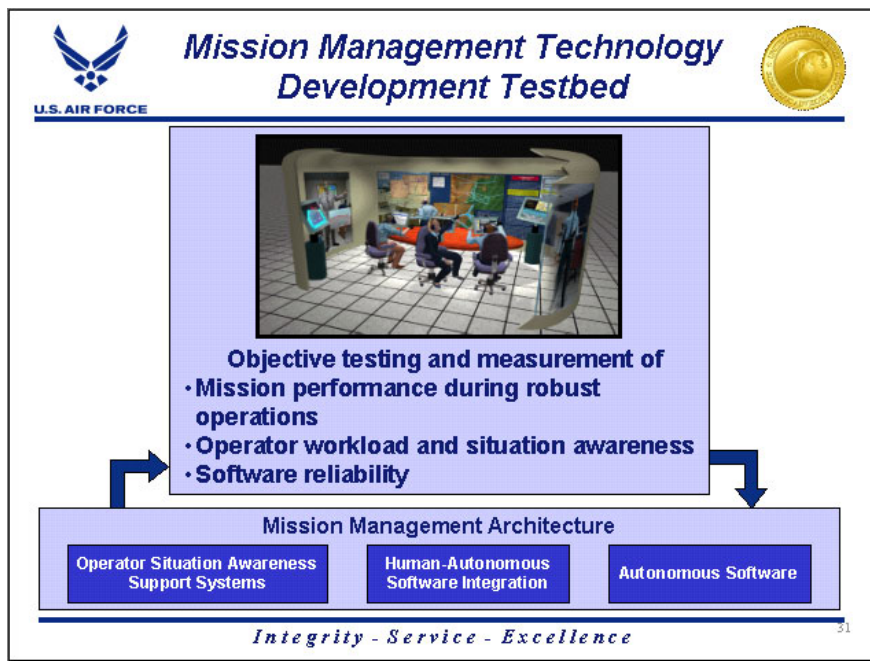 Mission Management Technology
Development Testbed
U.S. AIR FORCE
Objective testing and measurement of
• Mission performance during robust
operations
• Operator workload and situation awareness
• Software reliability
Mission Management Architecture
Operator Situation Awareness
Support Systems
Human-Autonomous
Software Integration
Autonomous Software
Integrity - Service - Excellence
31